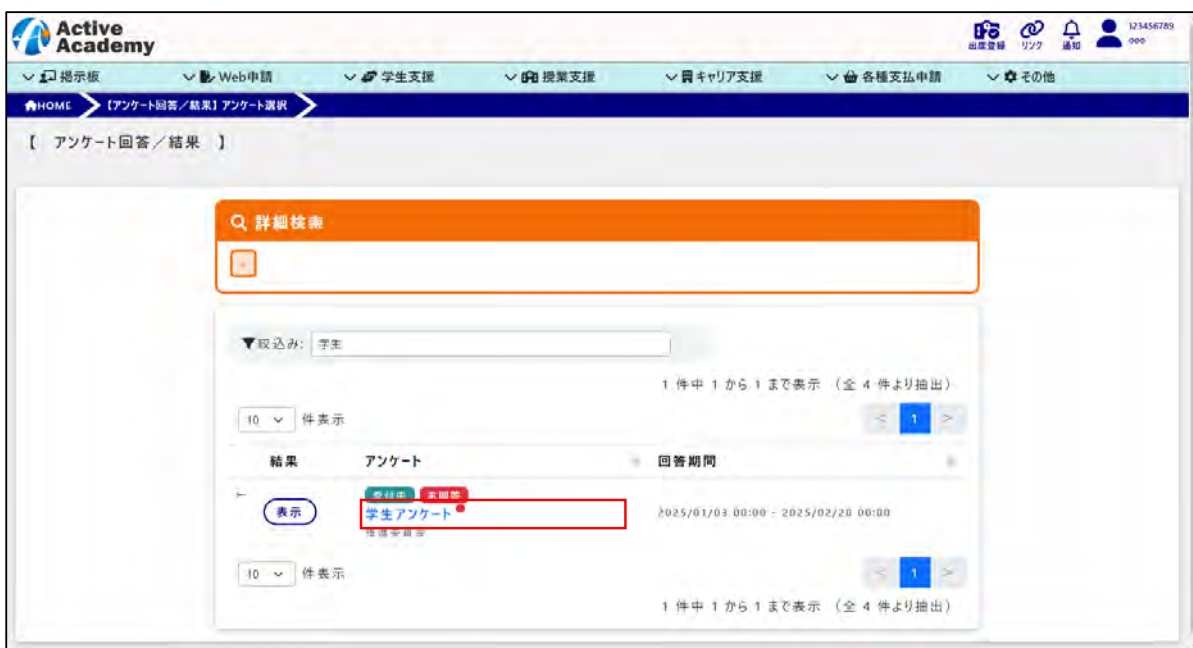 Active
Academy
出席登録 リンク 通知
123456789
000
掲示板 Web申請 学生支援 授業支援 キャリア支援 各種支払申請 その他
HOME 【アンケート回答／結果】アンケート選択
【 アンケート回答／結果 】
詳細検索
絞込み: 学生
1 件中 1 から 1 まで表示 （全 4 件より抽出）
10 件表示 < 1 >
結果 アンケート 回答期間
受付中 未回答
表示 学生アンケート 2025/01/03 00:00 - 2025/02/20 00:00
推進委員会
10 件表示 < 1 >
1 件中 1 から 1 まで表示 （全 4 件より抽出）